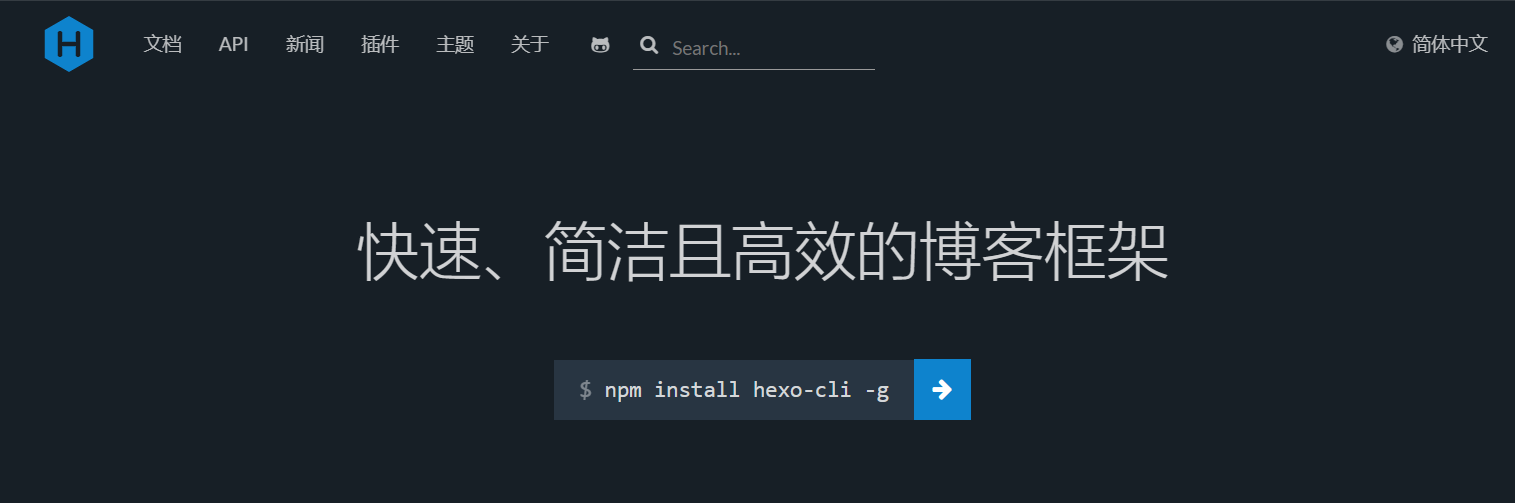 H 文档 API 新闻 插件 主题 关于 Search... 简体中文
快速、简洁且高效的博客框架
$ npm install hexo-cli -g